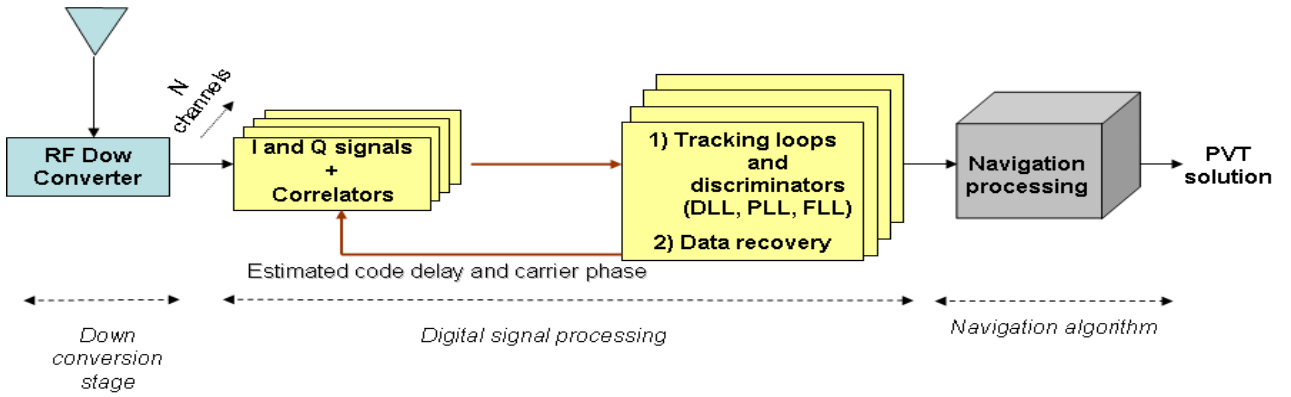 N
channels
RF Dow
Converter
I and Q signals
+
Correlators
1) Tracking loops
and
discriminators
(DLL, PLL, FLL)
2) Data recovery
Navigation
processing
PVT
solution
Estimated code delay and carrier phase
Down
conversion
stage
Digital signal processing
Navigation algorithm